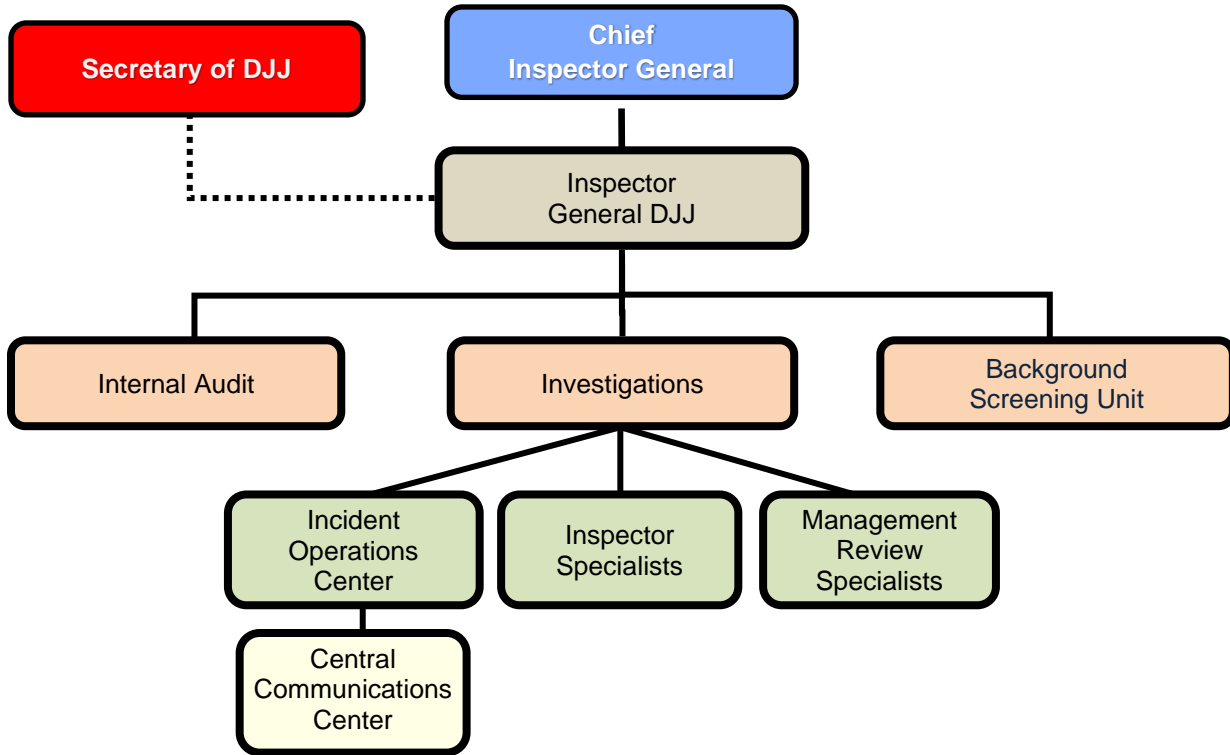 Secretary of DJJ
Chief
Inspector General
Inspector
General DJJ
Internal Audit
Investigations
Background
Screening Unit
Incident
Operations
Center
Inspector
Specialists
Management
Review
Specialists
Central
Communications
Center